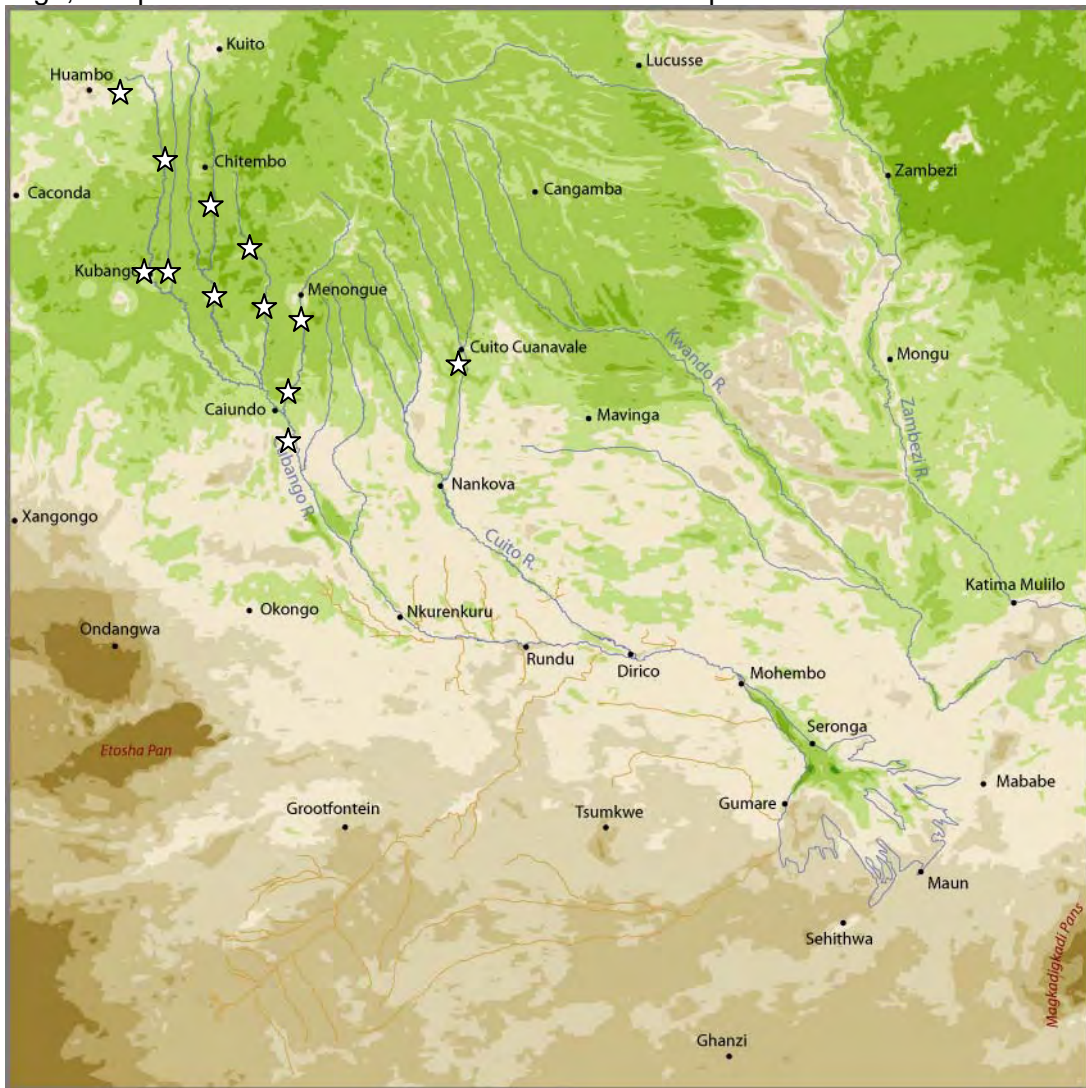 Kuito
Lucusse
Huambo
Chitembo
Zambezi
Cangamba
Caconda
Kubango
Menongue
Cuito Cuanavale
Kwando R.
Mongu
Caiundo
Mavinga
Zambezi R.
Cubango R.
Nankova
Xangongo
Cuito R.
Katima Mulilo
Okongo
Nkurenkuru
Ondangwa
Rundu
Dirico
Mohembo
Seronga
Etosha Pan
Mababe
Grootfontein
Tsumkwe
Gumare
Maun
Sehithwa
Magkadigkadi Pans
Ghanzi